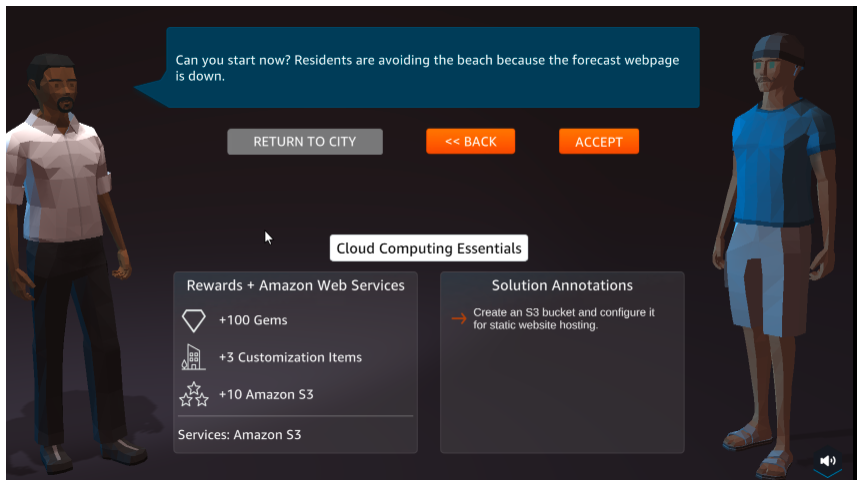 Can you start now? Residents are avoiding the beach because the forecast webpage
is down.
RETURN TO CITY
<< BACK
ACCEPT
Cloud Computing Essentials
Rewards + Amazon Web Services
+100 Gems
+3 Customization Items
+10 Amazon S3
Services: Amazon S3
Solution Annotations
→ Create an S3 bucket and configure it
for static website hosting.